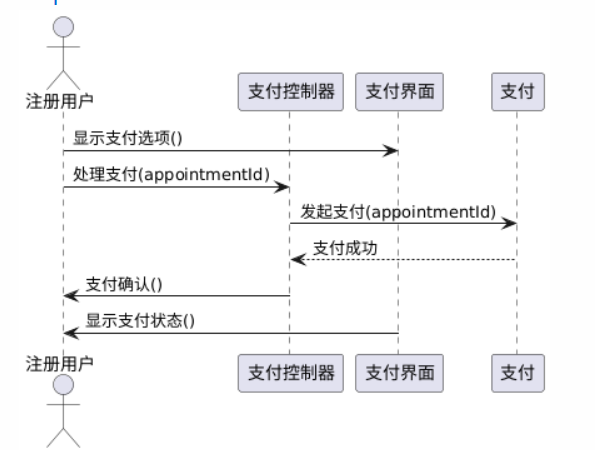 注册用户
支付控制器
支付界面
支付
显示支付选项()
处理支付(appointmentId)
发起支付(appointmentId)
支付成功
支付确认()
显示支付状态()
注册用户
支付控制器
支付界面
支付